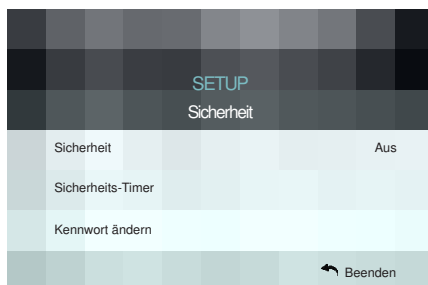 SETUP
Sicherheit
Sicherheit Aus
Sicherheits-Timer
Kennwort ändern
Beenden